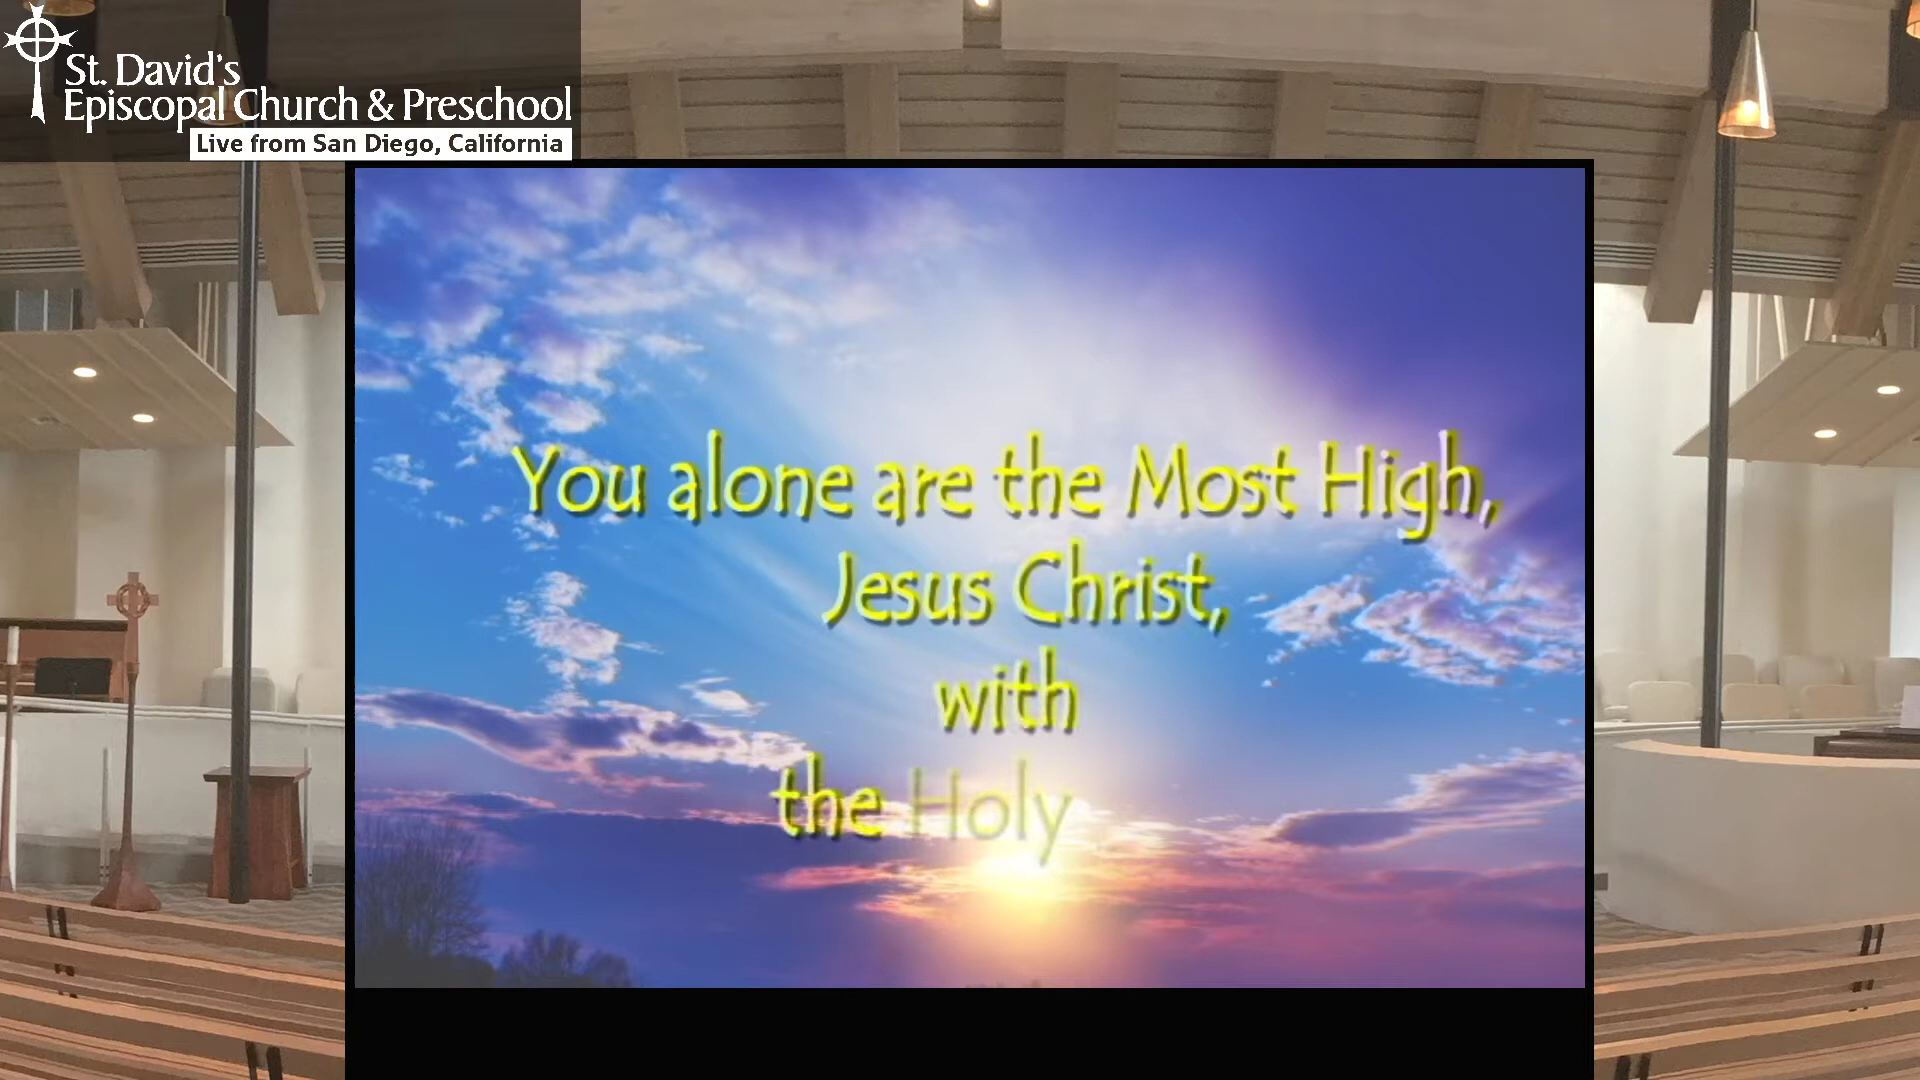 St. David's
Episcopal Church & Preschool
Live from San Diego, California
You alone are the Most High,
Jesus Christ,
with
the Holy